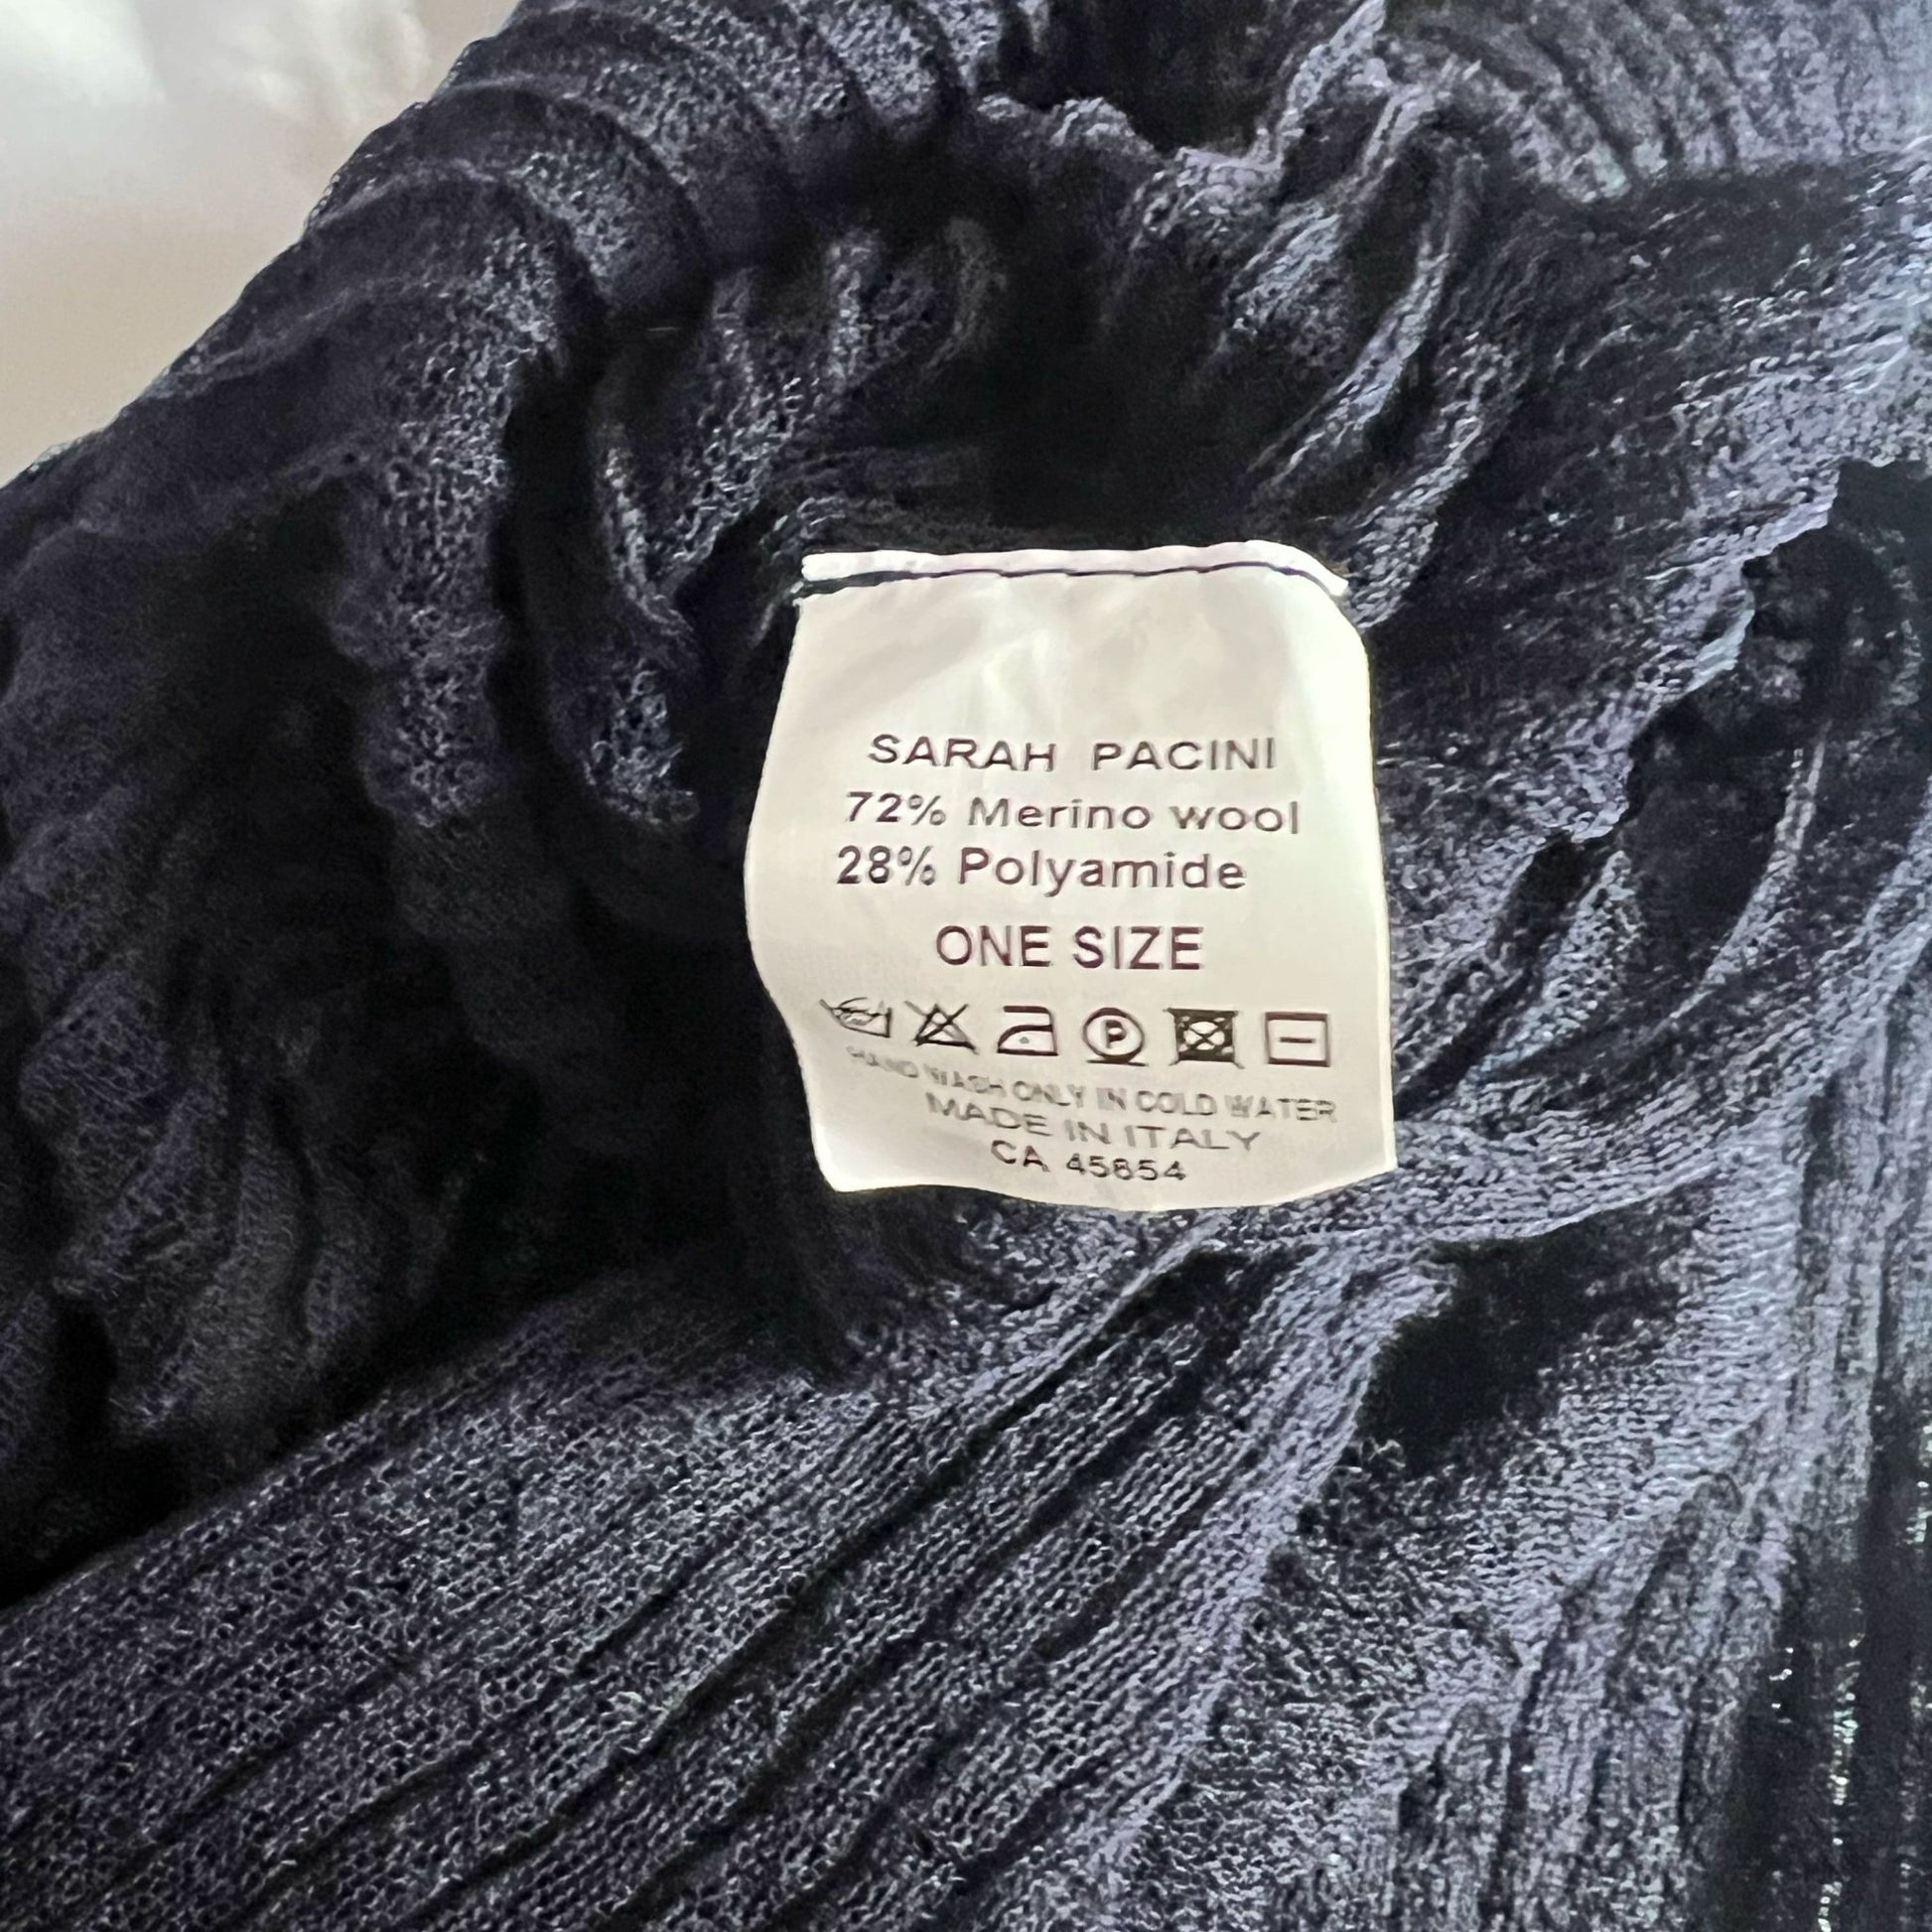 SARAH PACINI
72% Merino wool
28% Polyamide
ONE SIZE
P
HAND WASH ONLY IN COLD WATER
MADE IN ITALY
CA 45854